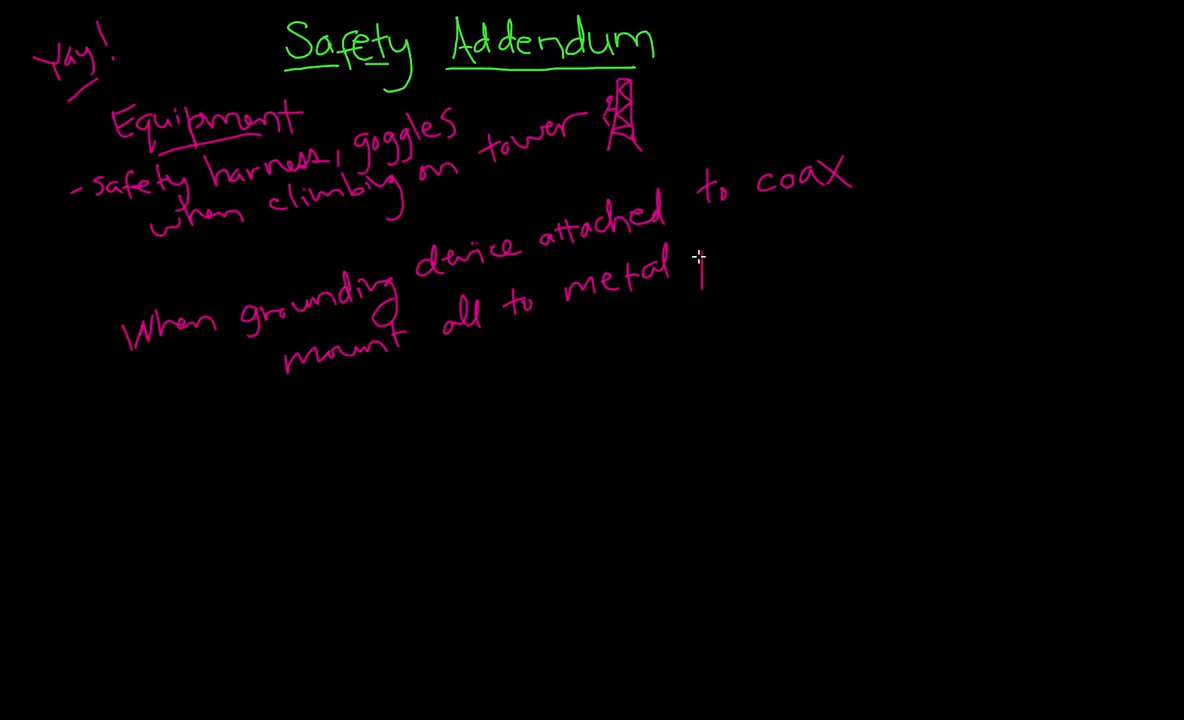 Yay!
Safety Addendum
Equipment
- safety harness, goggles
when climbing on tower
When grounding device attached to coax
mount all to metal